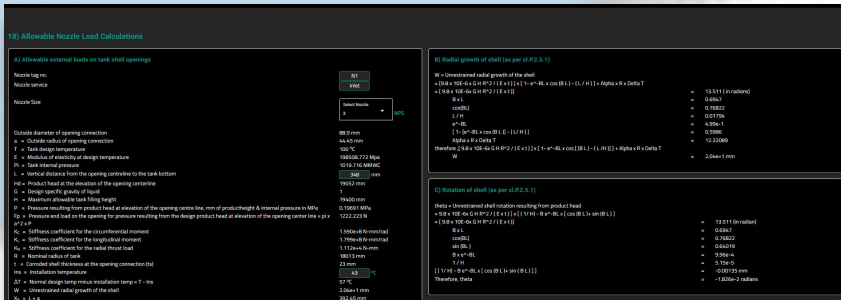 18) Allowable Nozzle Load Calculations
A) Allowable external loads on tank shell openings
Nozzle tag no. N1
Nozzle service Inlet
Nozzle Size Select Nozzle 3 NPS
Outside diameter of opening connection 88.9 mm
a = Outside radius of opening connection 44.45 mm
T = Tank design temperature 100 °C
E = Modulus of elasticity at design temperature 198508.772 Mpa
Pi = Tank internal pressure 1019.716 MMWC
L = Vertical distance from the opening centreline to the tank bottom 348 mm
Hd = Product head at the elevation of the opening centerline 19052 mm
G = Design specific gravity of liquid 1
H = Maximum allowable tank filling height 19400 mm
P = Pressure resulting from product head at elevation of the opening centre line, mm of productheight & internal pressure in MPa 0.19691 MPa
Fp = Pressure end load on the opening for pressure resulting from the design product head at elevation of the opening center line = pi x a^2 x P 1222.223 N
KC = Stiffness coefficient for the circumferential moment 1.590e+8 N-mm/rad
KL = Stiffness coefficient for the longitudinal moment 1.799e+8 N-mm/rad
KR = Stiffness coefficient for the radial thrust load 1.112e+4 N-mm
R = Nominal radius of tank 18013 mm
t = Corroded shell thickness at the opening connection (ts) 23 mm
Ins = Installation temperature 43 °C
ΔT = Normal design temp minus installation temp = T - Ins 57 °C
W = Unrestrained radial growth of the shell 2.04e+1 mm
X = L + a 392.45 mm
B) Radial growth of shell (as per cl.P.2.5.1)
W = Unrestrained radial growth of the shell
= [9.8 x 10E-6 x G H R^2 / ( E x t ) ] x [ 1- e^-BL x cos (B L ) - ( L / H ) ] + Alpha x R x Delta T
= [ 9.8 x 10E-6x G H R^2 / ( E x t )] = 13.511 ( in radians)
B x L = 0.6947
cos(BL) = 0.76822
L / H = 0.01794
e^-BL = 4.99e-1
[ 1- [e^-BL x cos (B L)] - ( L/ H) ] = 0.5986
Alpha x R x Delta T = 12.32089
therefore ,[ 9.8 x 10E-6x G H R^2 / ( E x t ) ] x [ 1- e^-BL x cos [ (B L ) - ( L /H )] ] + Alpha x R x Delta T
W = 2.04e+1 mm
C) Rotation of shell (as per cl.P.2.5.1)
theta = Unrestrained shell rotation resulting from product head
= 9.8 x 10E-6x G H R^2 / ( E x t ) ] x [ ( 1/ H) - B e^-BL x [ cos (B L )+ sin (B L ) ]
= [ 9.8 x 10E-6x G H R^2 / ( E x t )] = 13.511 (in radian)
B x L = 0.6947
cos(BL) = 0.76822
sin (BL) = 0.64019
B x e^-BL = 9.96e-4
1 / H = 5.15e-5
[ ( 1/ H) - B e^-BL x [ cos (B L )+ sin (B L ) ] ] = -0.00135 mm
Therefore, theta = -1.826e-2 radians